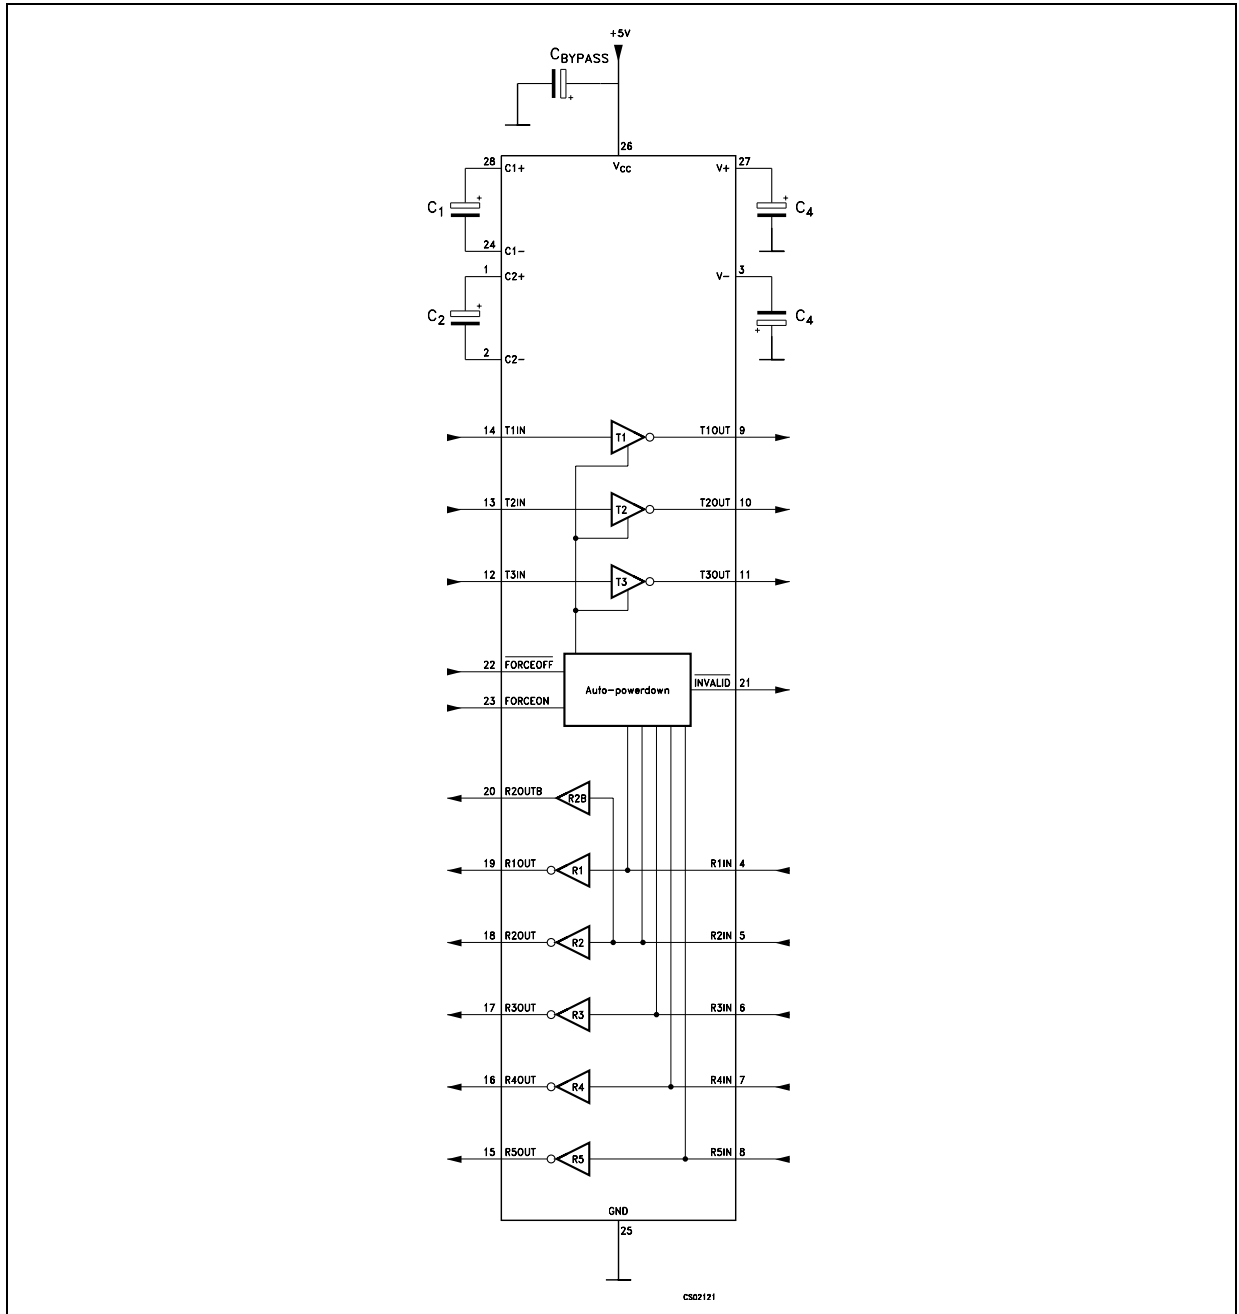 +5V
CBYPASS
+
26
28 C1+ VCC V+ 27
+ +
C1 C4
24 C1-
1 C2+ V- 3
+
C2 C4
+
2 C2-
14 T1IN T1 T1OUT 9
13 T2IN T2 T2OUT 10
12 T3IN T3 T3OUT 11
22 FORCEOFF
Auto-powerdown INVALID 21
23 FORCEON
20 R2OUTB R2B
19 R1OUT R1 R1IN 4
18 R2OUT R2 R2IN 5
17 R3OUT R3 R3IN 6
16 R4OUT R4 R4IN 7
15 R5OUT R5 R5IN 8
GND
25
CS02121